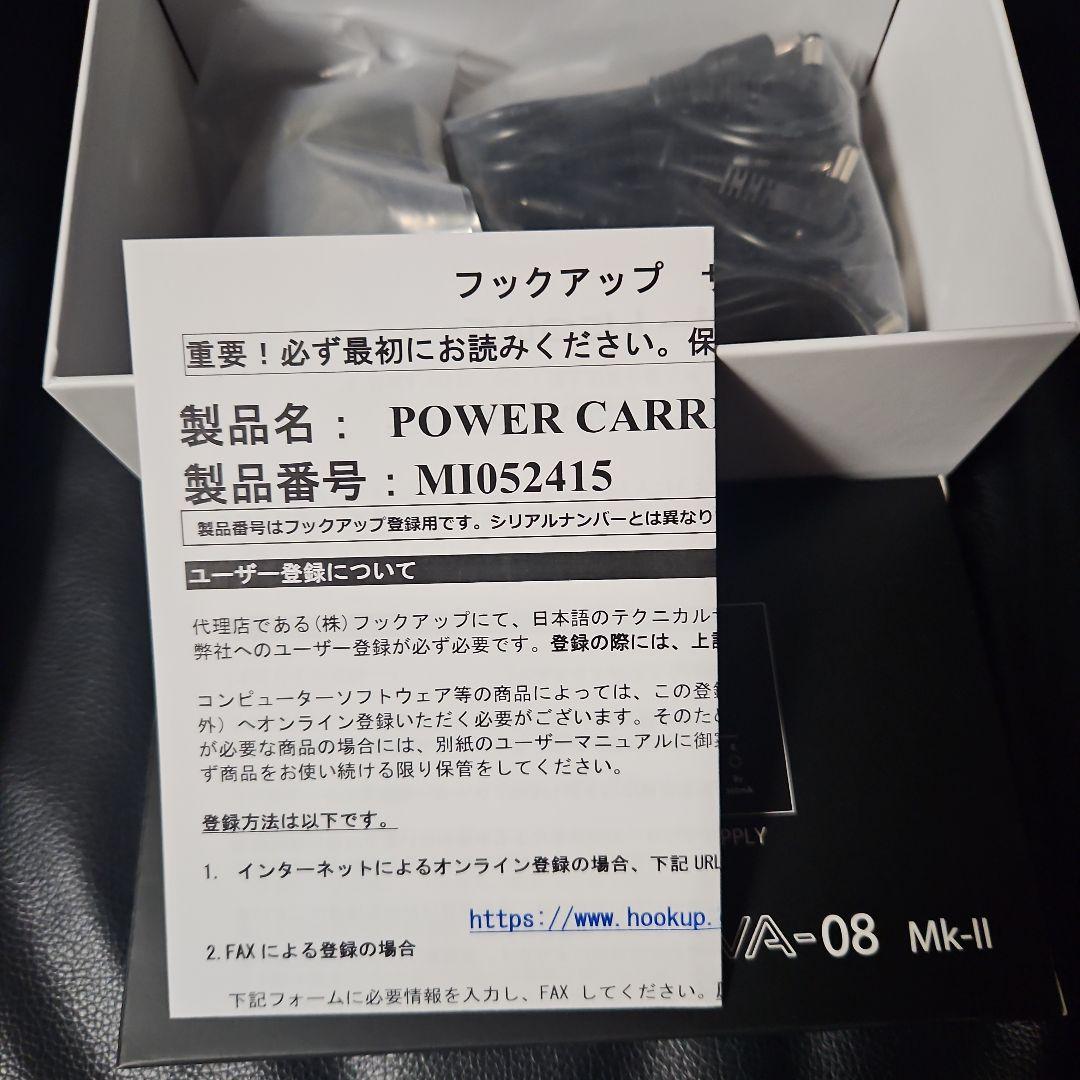 フックアップ
重要！必ず最初にお読みください。保
製品名： POWER CARR
製品番号：MI052415
製品番号はフックアップ登録用です。シリアルナンバーとは異なり
ユーザー登録について
代理店である(株)フックアップにて、日本語のテクニカル
弊社へのユーザー登録が必ず必要です。登録の際には、上
コンピューターソフトウェア等の商品によっては、この登
外）へオンライン登録いただく必要がございます。そのため
が必要な商品の場合には、別紙のユーザーマニュアルに御
ず商品をお使い続ける限り保管をしてください。
登録方法は以下です。
1. インターネットによるオンライン登録の場合、下記URL
https://www.hookup.
2.FAXによる登録の場合
下記フォームに必要情報を入力し、FAX してください。
9V
PPLY
VA-08 Mk-II